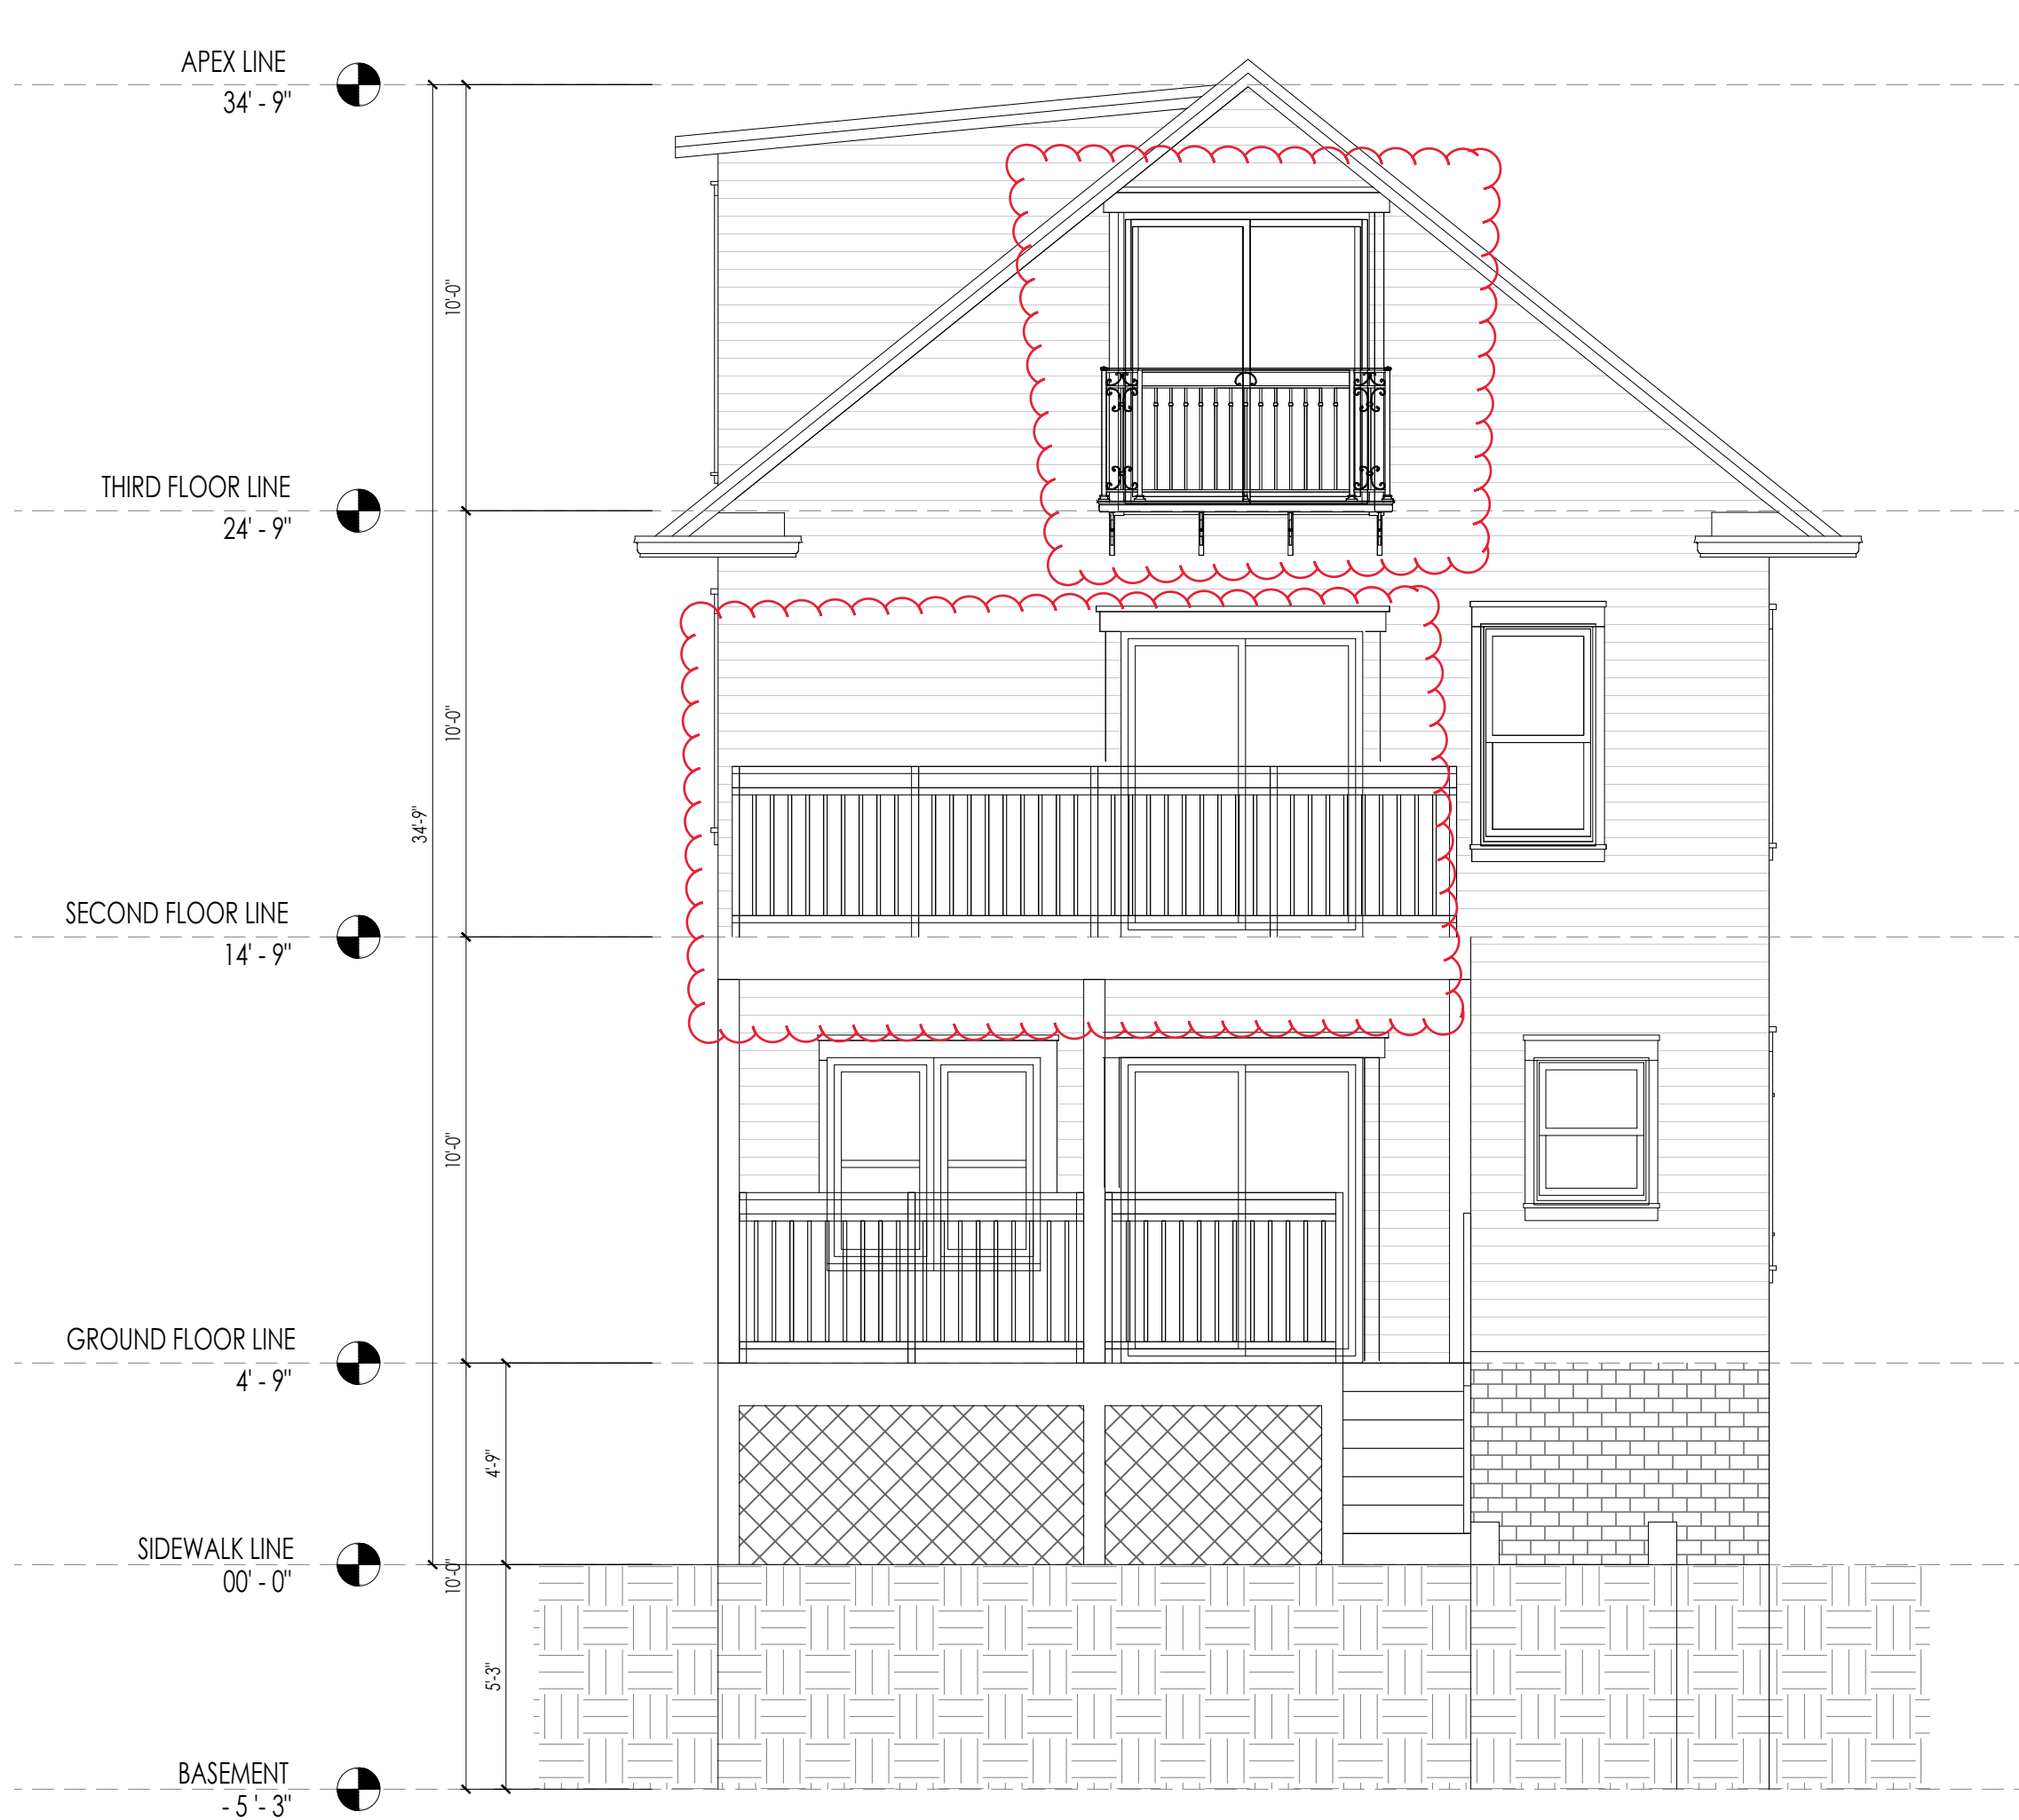 APEX LINE
34' - 9"
10'-0"
THIRD FLOOR LINE
24' - 9"
10'-0"
34'-9"
SECOND FLOOR LINE
14' - 9"
10'-0"
GROUND FLOOR LINE
4' - 9"
4'-9"
SIDEWALK LINE
00' - 0"
10'-0"
5'-3"
BASEMENT
- 5 '- 3"